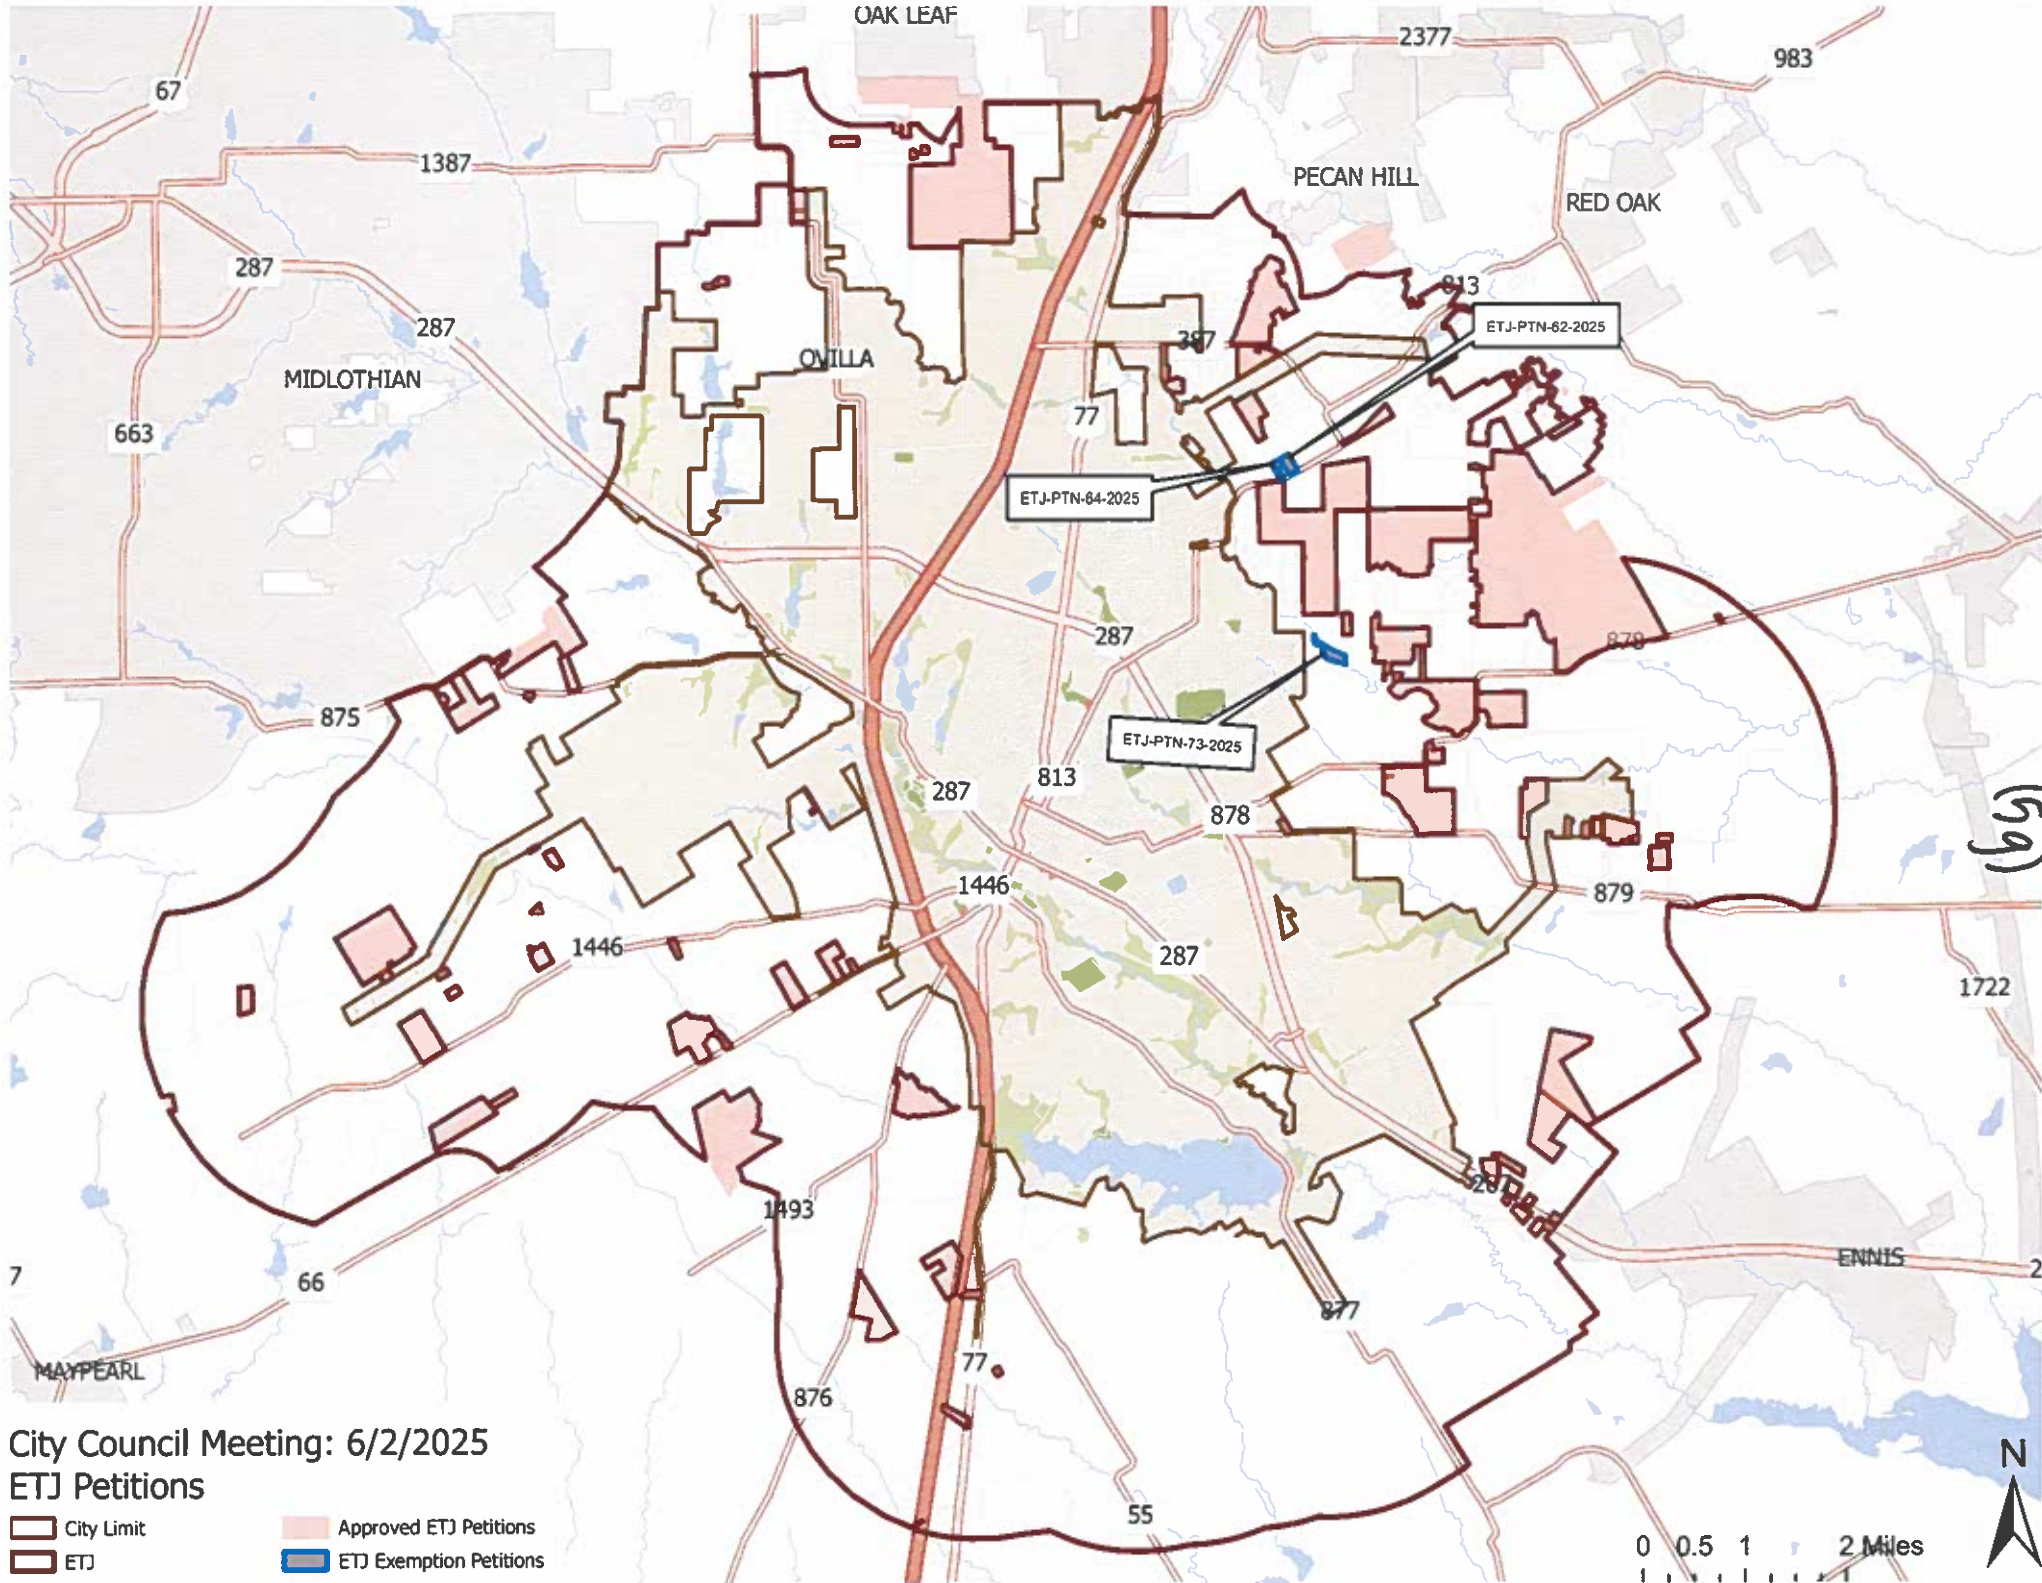 OAK LEAF
2377
983
67
1387
PECAN HILL
RED OAK
287
813
287
ETJ-PTN-62-2025
387
OVILLA
MIDLOTHIAN
77
663
ETJ-PTN-64-2025
287
878
875
ETJ-PTN-73-2025
813
287
878
(5g)
1446
879
1446
287
1722
1493
ENNIS
7
66
2
877
MAYPEARL
77
876
City Council Meeting: 6/2/2025
ETJ Petitions
N
City Limit
Approved ETJ Petitions
ETJ
ETJ Exemption Petitions
55
0 0.5 1 2 Miles